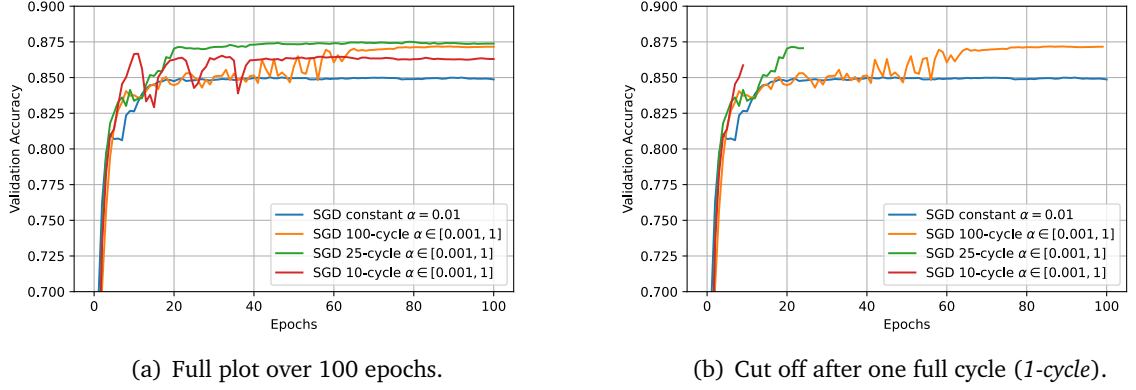 0.900
0.875
0.850
0.825
0.800
0.775
0.750
0.725
0.700
Validation Accuracy
0 20 40 60 80 100
Epochs
SGD constant α = 0.01
SGD 100-cycle α ∈ [0.001, 1]
SGD 25-cycle α ∈ [0.001, 1]
SGD 10-cycle α ∈ [0.001, 1]
(a) Full plot over 100 epochs.
0.900
0.875
0.850
0.825
0.800
0.775
0.750
0.725
0.700
Validation Accuracy
0 20 40 60 80 100
Epochs
SGD constant α = 0.01
SGD 100-cycle α ∈ [0.001, 1]
SGD 25-cycle α ∈ [0.001, 1]
SGD 10-cycle α ∈ [0.001, 1]
(b) Cut off after one full cycle (1-cycle).